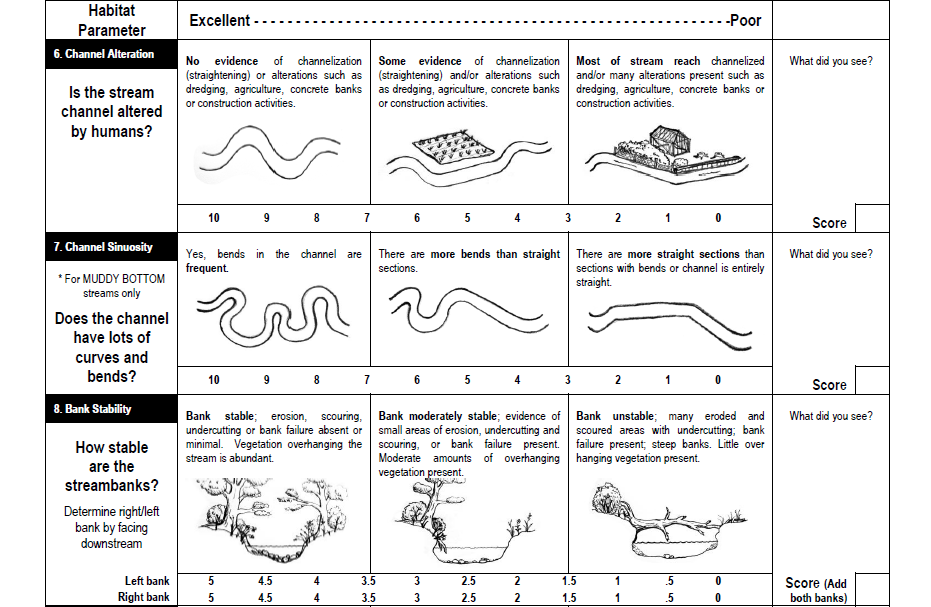 Habitat
Parameter
Excellent - - - - - - - - - - - - - - - - - - - - - - - - - - - - - - - - - - - - - - - - - - - - - - - - - - - - - - - - - -Poor
6. Channel Alteration
Is the stream
channel altered
by humans?
No evidence of channelization
(straightening) or alterations such as
dredging, agriculture, concrete banks
or construction activities.
Some evidence of channelization
(straightening) and/or alterations such
as dredging, agriculture, concrete banks
or construction activities.
Most of stream reach channelized
and/or many alterations present such as
dredging, agriculture, concrete banks or
construction activities.
What did you see?
10 9 8 7 6 5 4 3 2 1 0
Score
7. Channel Sinuosity
* For MUDDY BOTTOM
streams only
Does the channel
have lots of
curves and
bends?
Yes, bends in the channel are
frequent.
There are more bends than straight
sections.
There are more straight sections than
sections with bends or channel is entirely
straight.
What did you see?
10 9 8 7 6 5 4 3 2 1 0
Score
8. Bank Stability
How stable
are the
streambanks?
Determine right/left
bank by facing
downstream
Bank stable; erosion, scouring,
undercutting or bank failure absent or
minimal. Vegetation overhanging the
stream is abundant.
Bank moderately stable; evidence of
small areas of erosion, undercutting and
scouring, or bank failure present.
Moderate amounts of overhanging
vegetation present.
Bank unstable; many eroded and
scoured areas with undercutting; bank
failure present; steep banks. Little over
hanging vegetation present.
What did you see?
Left bank 5 4.5 4 3.5 3 2.5 2 1.5 1 .5 0
Right bank 5 4.5 4 3.5 3 2.5 2 1.5 1 .5 0
Score (Add
both banks)